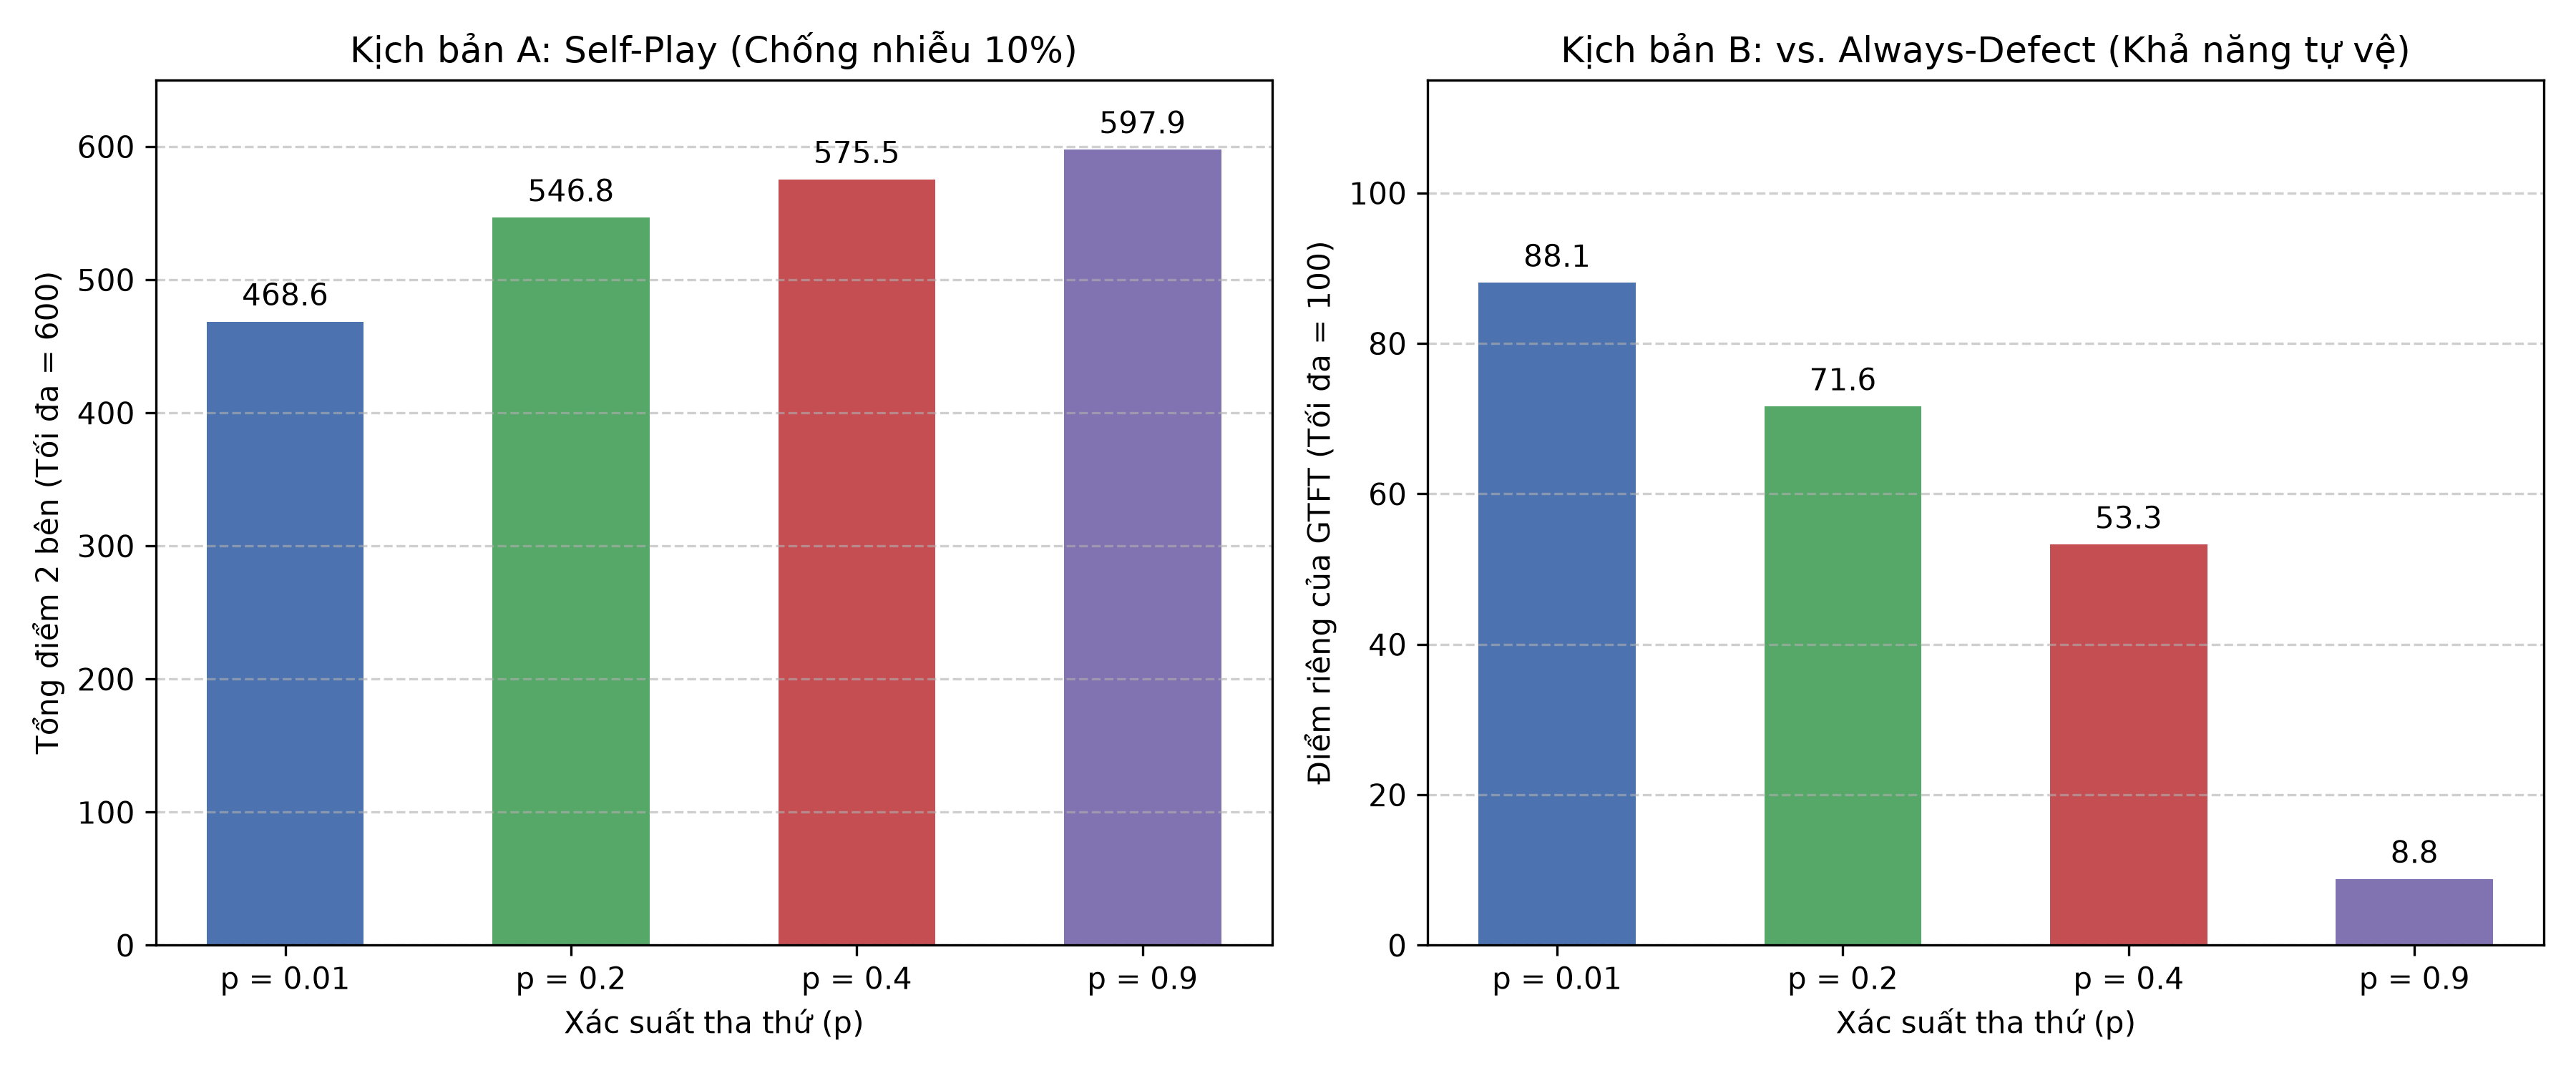 Kịch bản A: Self-Play (Chống nhiễu 10%)
Tổng điểm 2 bên (Tối đa = 600)
600
500
400
300
200
100
0
468.6
546.8
575.5
597.9
p = 0.01
p = 0.2
p = 0.4
p = 0.9
Xác suất tha thứ (p)
Kịch bản B: vs. Always-Defect (Khả năng tự vệ)
Điểm riêng của GTFT (Tối đa = 100)
100
80
60
40
20
0
88.1
71.6
53.3
8.8
p = 0.01
p = 0.2
p = 0.4
p = 0.9
Xác suất tha thứ (p)